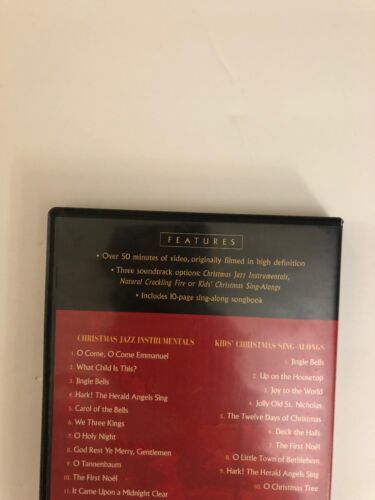 FEATURES
• Over 50 minutes of video, originally filmed in high definition
• Three soundtrack options: Christmas Jazz Instrumentals,
Natural Crackling Fire or Kids' Christmas Sing-Alongs
• Includes 10-page sing-along songbook
CHRISTMAS JAZZ INSTRUMENTALS
1. O Come, O Come Emmanuel
2. What Child Is This?
3. Jingle Bells
4. Hark! The Herald Angels Sing
5. Carol of the Bells
6. We Three Kings
7. O Holy Night
8. God Rest Ye Merry, Gentlemen
9. O Tannenbaum
10. The First Noël
11. It Came Upon a Midnight Clear
KIDS' CHRISTMAS SING-ALONGS
1. Jingle Bells
2. Up on the Housetop
3. Joy to the World
4. Jolly Old St. Nicholas
5. The Twelve Days of Christmas
6. Deck the Halls
7. The First Noël
8. O Little Town of Bethlehem
9. Hark! The Herald Angels Sing
10. O Christmas Tree